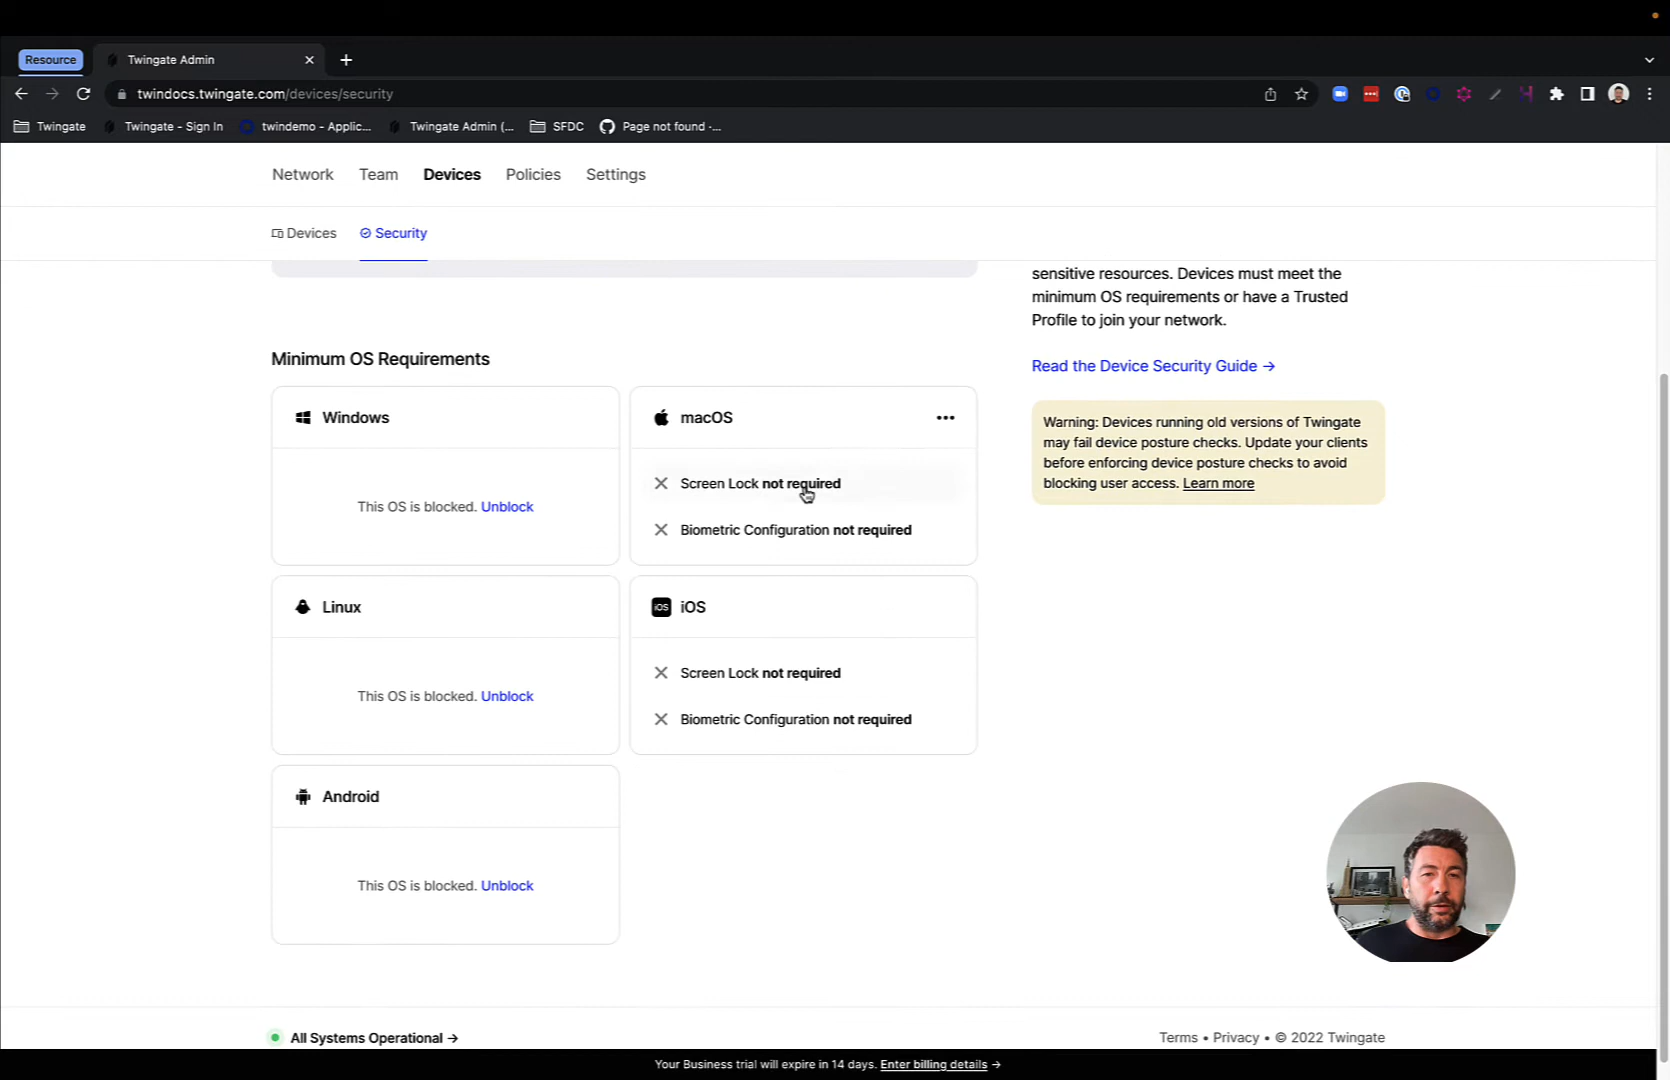 Resource
Twingate Admin
twindocs.twingate.com/devices/security
Twingate
Twingate - Sign In
twindemo - Applic...
Twingate Admin (...
SFDC
Page not found ·...
Network
Team
Devices
Policies
Settings
Devices
Security
sensitive resources. Devices must meet the
minimum OS requirements or have a Trusted
Profile to join your network.
Read the Device Security Guide →
Warning: Devices running old versions of Twingate
may fail device posture checks. Update your clients
before enforcing device posture checks to avoid
blocking user access. Learn more
Minimum OS Requirements
Windows
This OS is blocked. Unblock
macOS
Screen Lock not required
Biometric Configuration not required
Linux
This OS is blocked. Unblock
iOS
iOS
Screen Lock not required
Biometric Configuration not required
Android
This OS is blocked. Unblock
All Systems Operational →
Terms • Privacy • © 2022 Twingate
Your Business trial will expire in 14 days. Enter billing details →